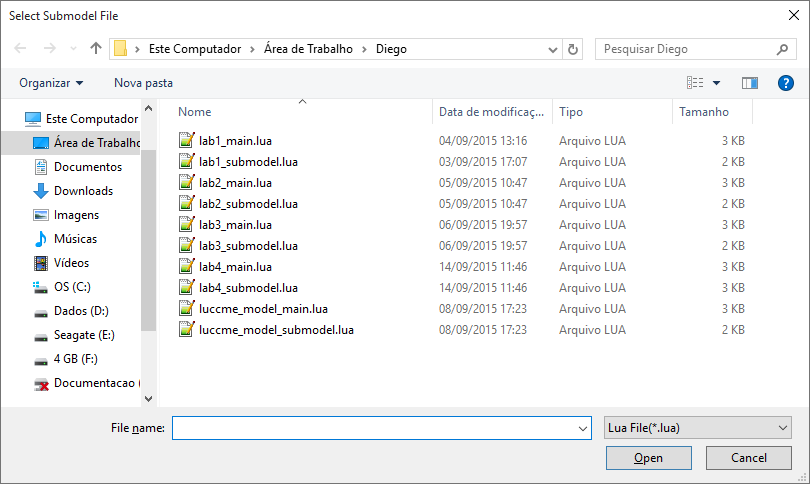 Select Submodel File
Este Computador Área de Trabalho Diego Pesquisar Diego
Organizar Nova pasta ?
Nome Data de modificaç... Tipo Tamanho
Este Computador
Área de Trabalho
Documentos
Downloads
Imagens
Músicas
Vídeos
OS (C:)
Dados (D:)
Seagate (E:)
4 GB (F:)
Documentacao (
lab1_main.lua 04/09/2015 13:16 Arquivo LUA 3 KB
lab1_submodel.lua 03/09/2015 17:07 Arquivo LUA 2 KB
lab2_main.lua 05/09/2015 10:47 Arquivo LUA 3 KB
lab2_submodel.lua 05/09/2015 10:47 Arquivo LUA 2 KB
lab3_main.lua 06/09/2015 19:57 Arquivo LUA 3 KB
lab3_submodel.lua 06/09/2015 19:57 Arquivo LUA 2 KB
lab4_main.lua 14/09/2015 11:46 Arquivo LUA 3 KB
lab4_submodel.lua 14/09/2015 11:46 Arquivo LUA 2 KB
luccme_model_main.lua 08/09/2015 17:23 Arquivo LUA 3 KB
luccme_model_submodel.lua 08/09/2015 17:23 Arquivo LUA 2 KB
File name: Lua File(*.lua)
Open Cancel